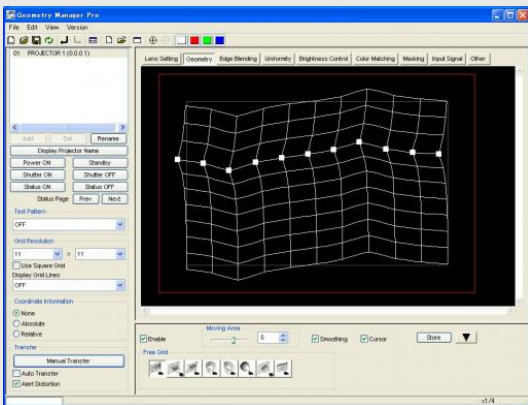 Geometry Manager Pro
File Edit View Version
01 PROJECTOR 1 (0.0.0.1)
Lens Setting Geometry Edge Blending Uniformity Brightness Control Color Matching Masking Input Signal Other
Add Del Rename
Display Projector Name
Power ON Standby
Shutter ON Shutter OFF
Status ON Status OFF
Status Page Prev Next
Test Pattern
OFF
Grid Resolution
11 x 11
Use Square Grid
Display Grid Lines
OFF
Coordinate Information
None
Absolute
Relative
Transfer
Manual Transfer
Auto Transfer
Alert Distortion
Moving Area
Enable 5 Smoothing Cursor Store
Free Grid
x1/4